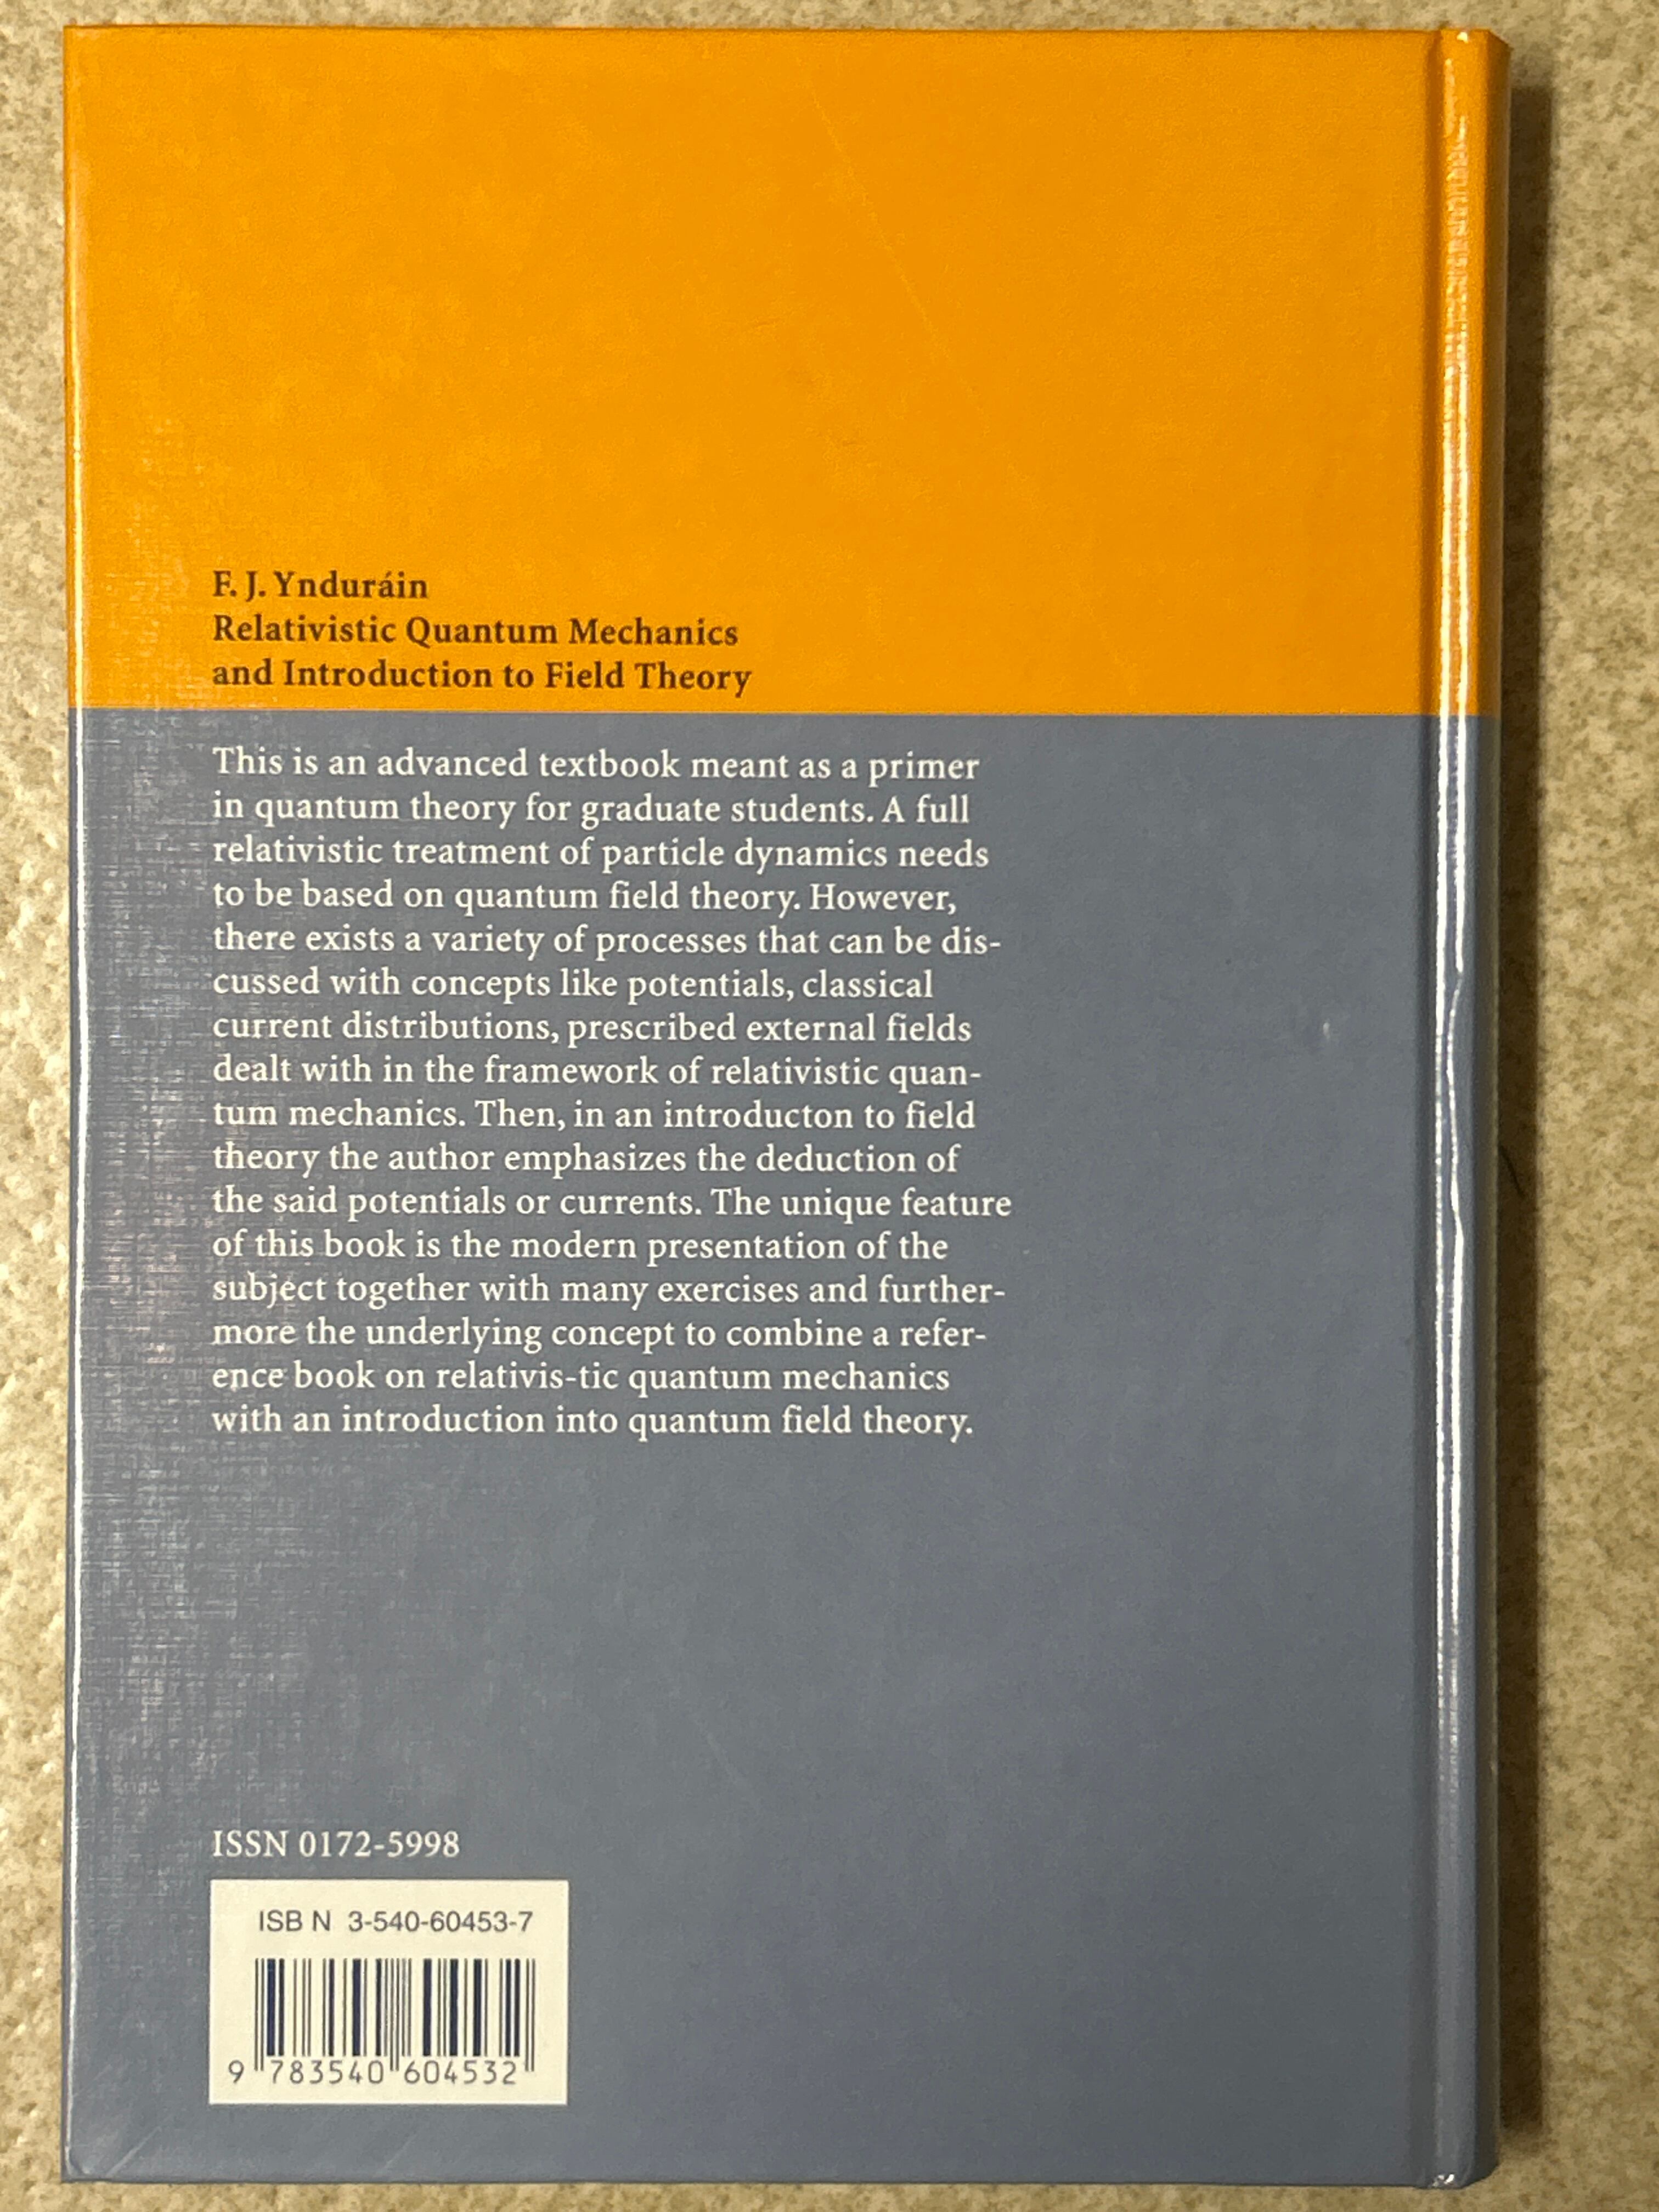 F. J. Ynduráin
Relativistic Quantum Mechanics
and Introduction to Field Theory
This is an advanced textbook meant as a primer
in quantum theory for graduate students. A full
relativistic treatment of particle dynamics needs
to be based on quantum field theory. However,
there exists a variety of processes that can be dis-
cussed with concepts like potentials, classical
current distributions, prescribed external fields
dealt with in the framework of relativistic quan-
tum mechanics. Then, in an introducton to field
theory the author emphasizes the deduction of
the said potentials or currents. The unique feature
of this book is the modern presentation of the
subject together with many exercises and further-
more the underlying concept to combine a refer-
ence book on relativis-tic quantum mechanics
with an introduction into quantum field theory.
ISSN 0172-5998
ISBN 3-540-60453-7
9 783540 604532